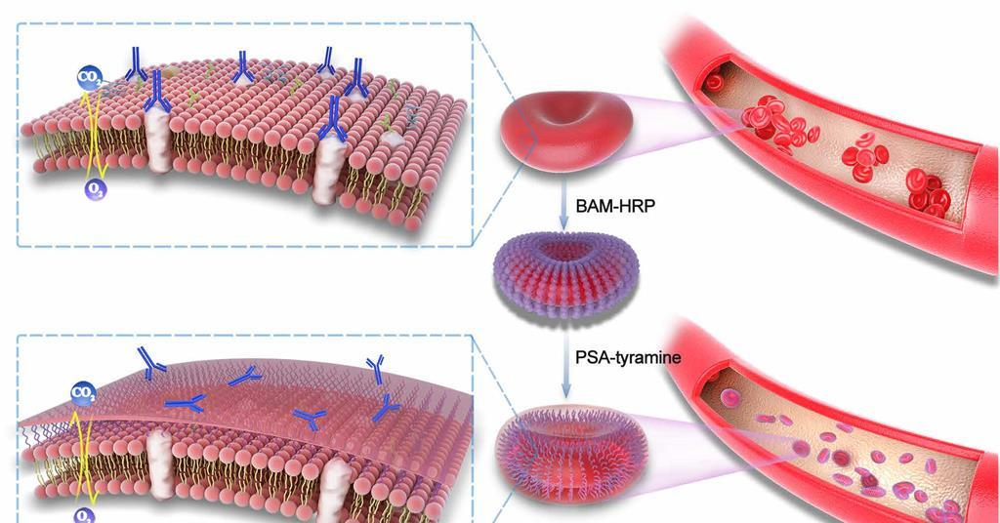 CO₂
O₂
BAM-HRP
PSA-tyramine
CO₂
O₂